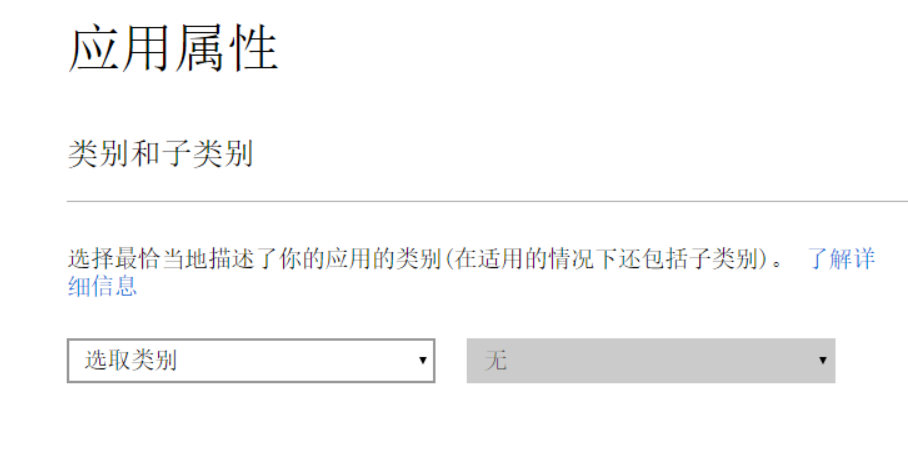 应用属性
类别和子类别
选择最恰当地描述了你的应用的类别(在适用的情况下还包括子类别)。 了解详
细信息
选取类别
无